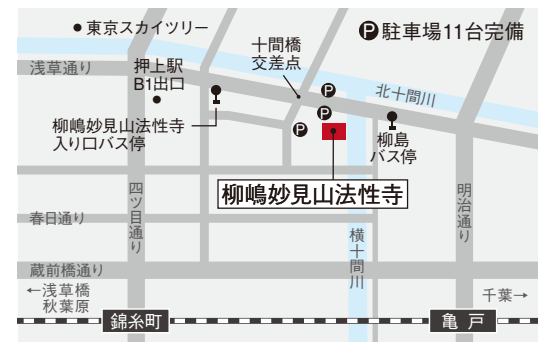 ●東京スカイツリー
十間橋
交差点
Ⓟ駐車場11台完備
浅草通り
押上駅
B1出口
北十間川
P
P
P
柳嶋妙見山法性寺
入り口バス停
柳島
バス停
柳嶋妙見山法性寺
四ツ目通り
明治通り
春日通り
横十間川
蔵前橋通り
←浅草橋
秋葉原
千葉→
錦糸町
亀戸